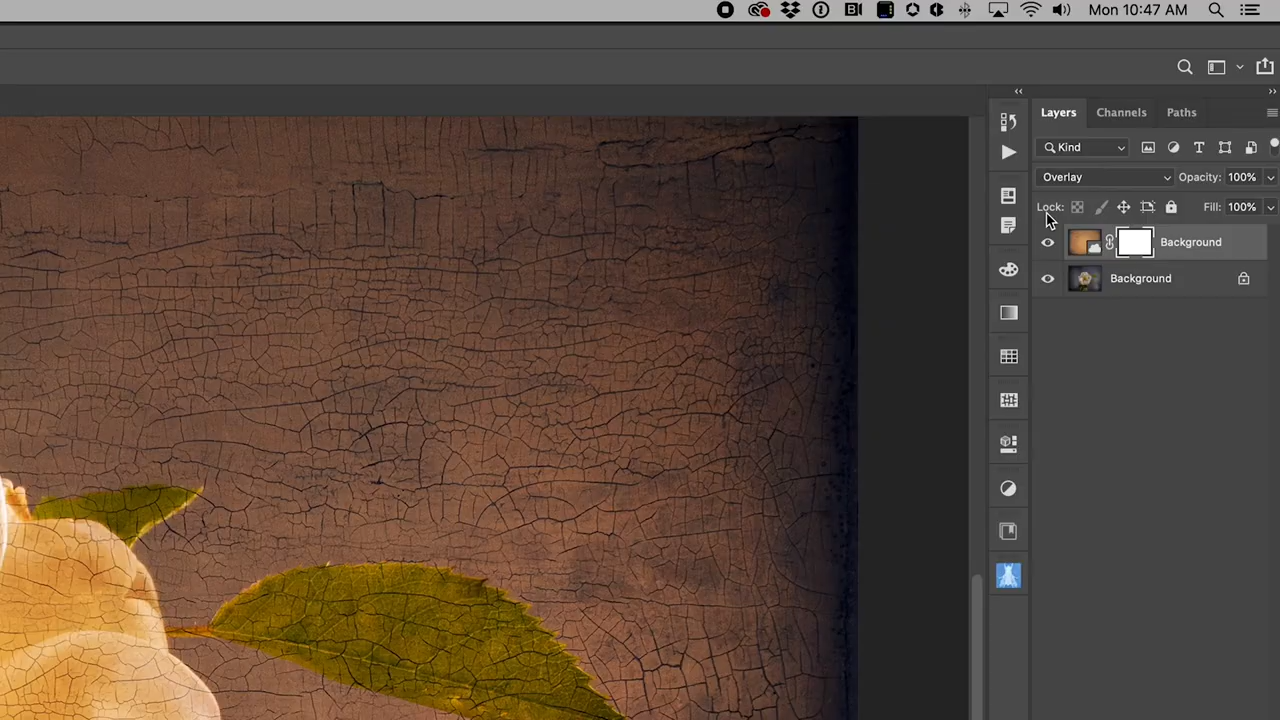 Mon 10:47 AM
Layers Channels Paths
Kind
Overlay Opacity: 100%
Lock: Fill: 100%
Background
Background